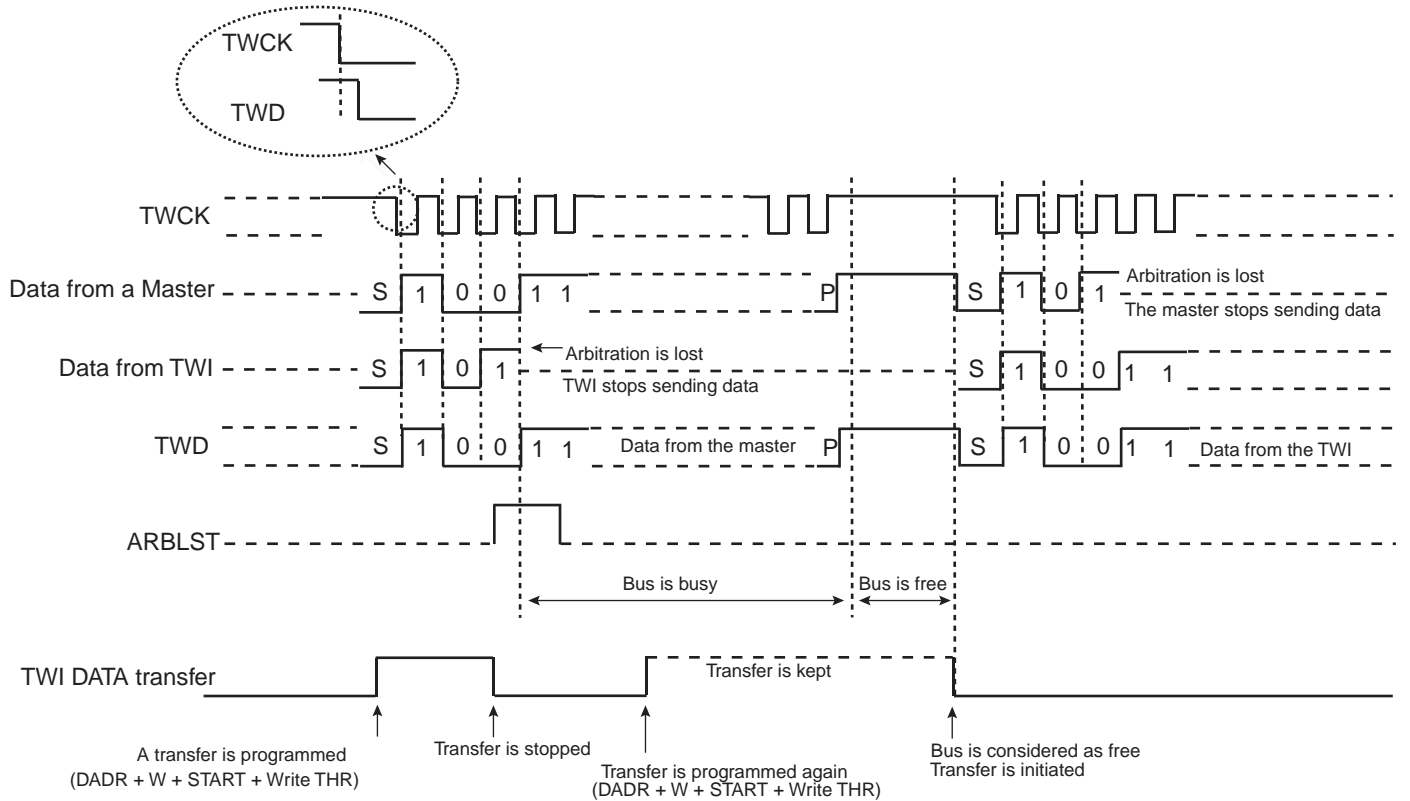 TWCK
TWD
TWCK
Data from a Master
S 1 0 0 1 1
P
S 1 0 1
Arbitration is lost
The master stops sending data
Data from TWI
S 1 0 1
Arbitration is lost
TWI stops sending data
S 1 0 0 1 1
TWD
S 1 0 0 1 1
Data from the master
P
S 1 0 0 1 1
Data from the TWI
ARBLST
Bus is busy
Bus is free
TWI DATA transfer
Transfer is kept
A transfer is programmed
(DADR + W + START + Write THR)
Transfer is stopped
Transfer is programmed again
(DADR + W + START + Write THR)
Bus is considered as free
Transfer is initiated